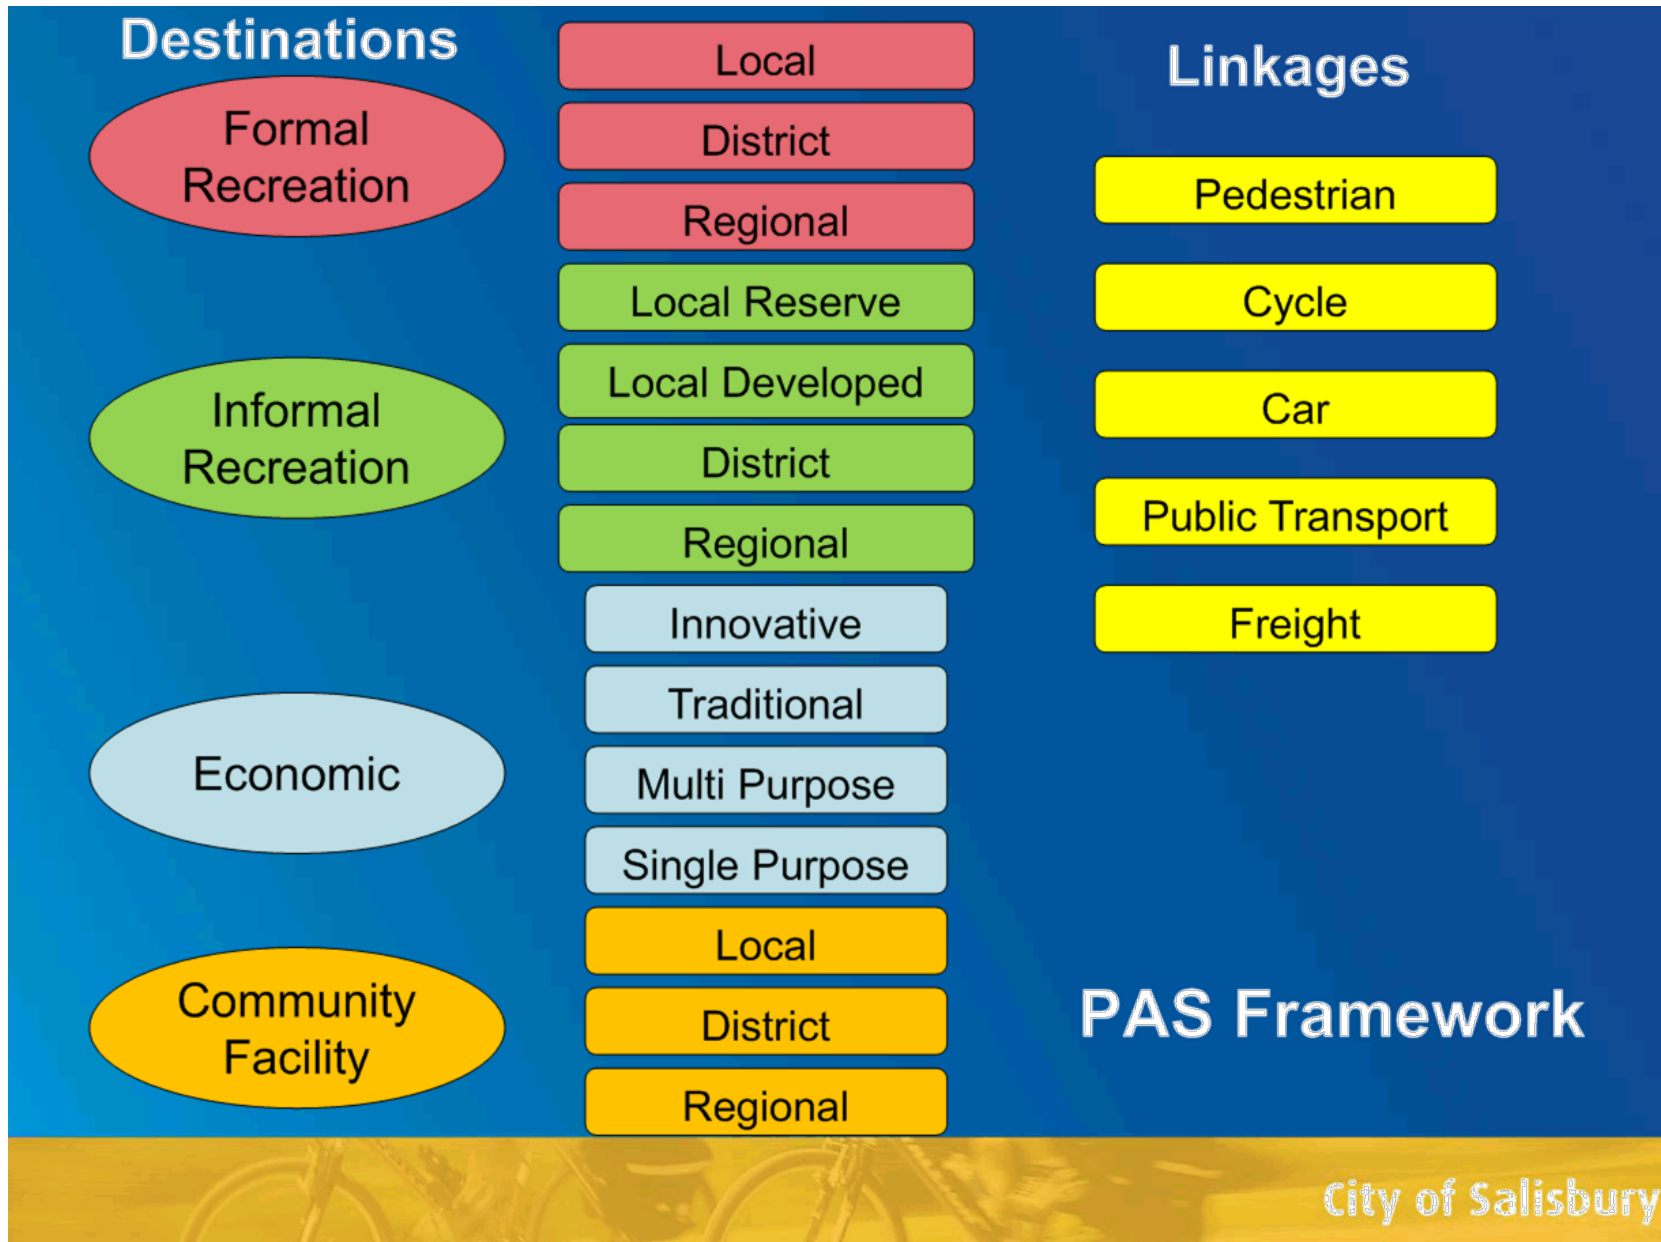 Destinations
Formal
Recreation
Informal
Recreation
Economic
Community
Facility
Local
District
Regional
Local Reserve
Local Developed
District
Regional
Innovative
Traditional
Multi Purpose
Single Purpose
Local
District
Regional
Linkages
Pedestrian
Cycle
Car
Public Transport
Freight
PAS Framework
City of Salisbury